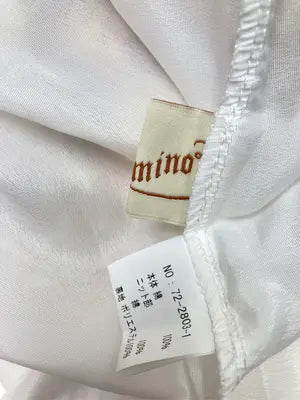 mino
NO : 72-2803-1
本体 綿 100%
ニット部 綿 100%
裏地 ポリエステル100%